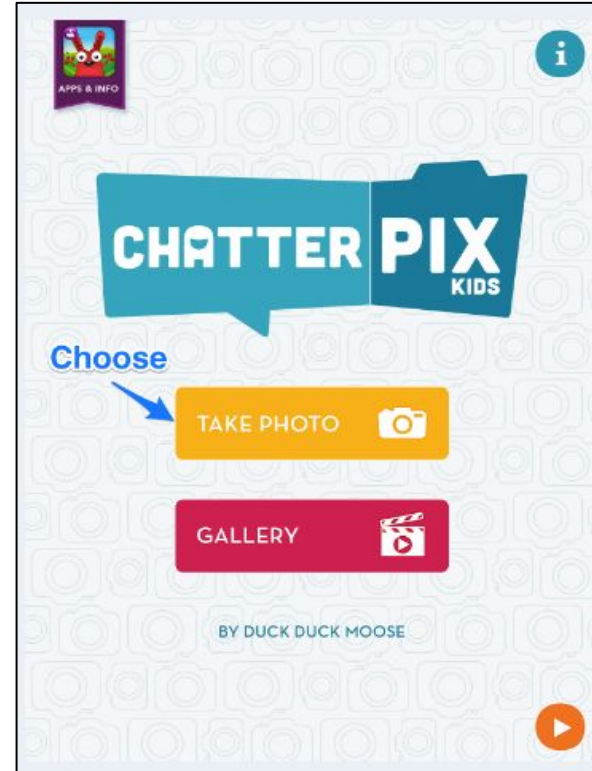 APPS & INFO
i
CHATTER PIX
KIDS
Choose
TAKE PHOTO
GALLERY
BY DUCK DUCK MOOSE